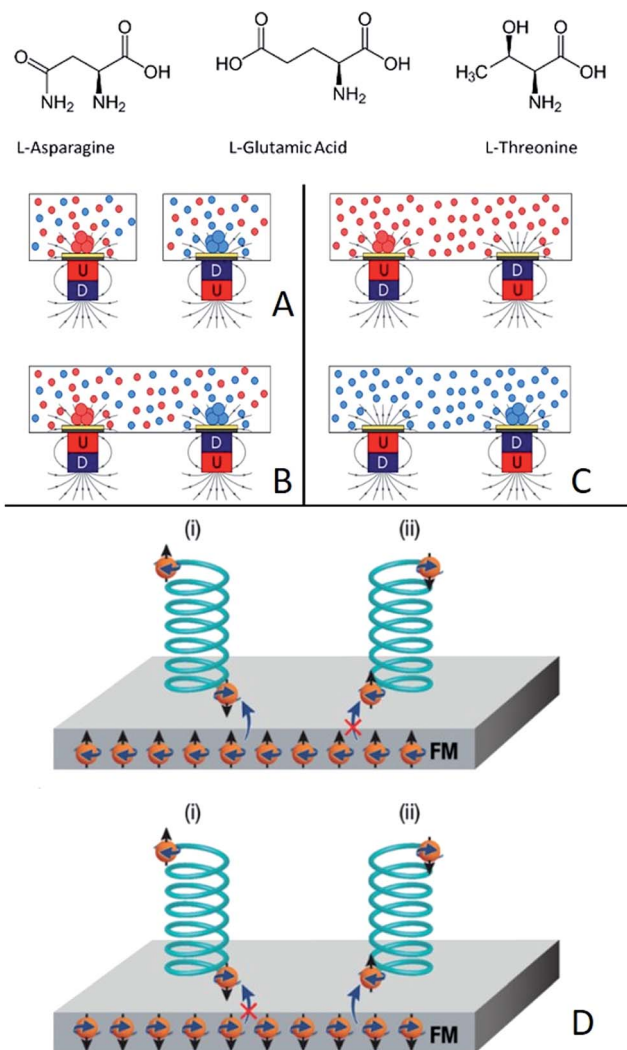 O
O
OH
NH₂
NH₂
L-Asparagine
O
HO
O
OH
NH₂
L-Glutamic Acid
OH
O
H₃C
OH
NH₂
L-Threonine
U
D
D
U
A
U
D
D
U
B
U
D
D
U
U
D
D
U
C
(i)
(ii)
FM
(i)
(ii)
FM
D